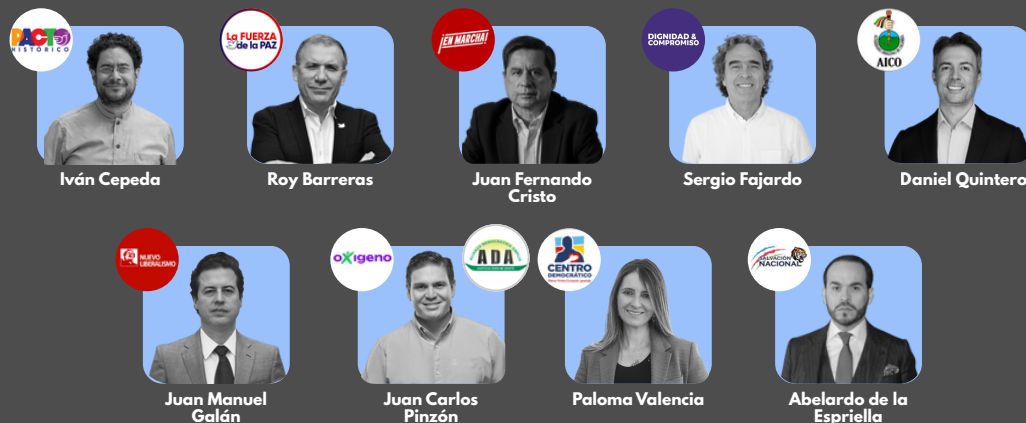 PACTO
HISTÓRICO
LA FUERZA
de la PAZ
¡EN MARCHA!
DIGNIDAD &
COMPROMISO
AICO
Iván Cepeda
Roy Barreras
Juan Fernando
Cristo
Sergio Fajardo
Daniel Quintero
NUEVO
LIBERALISMO
oxígeno
ADA
CENTRO
DEMOCRÁTICO
SALVACIÓN
NACIONAL
Juan Manuel
Galán
Juan Carlos
Pinzón
Paloma Valencia
Abelardo de la
Espriella